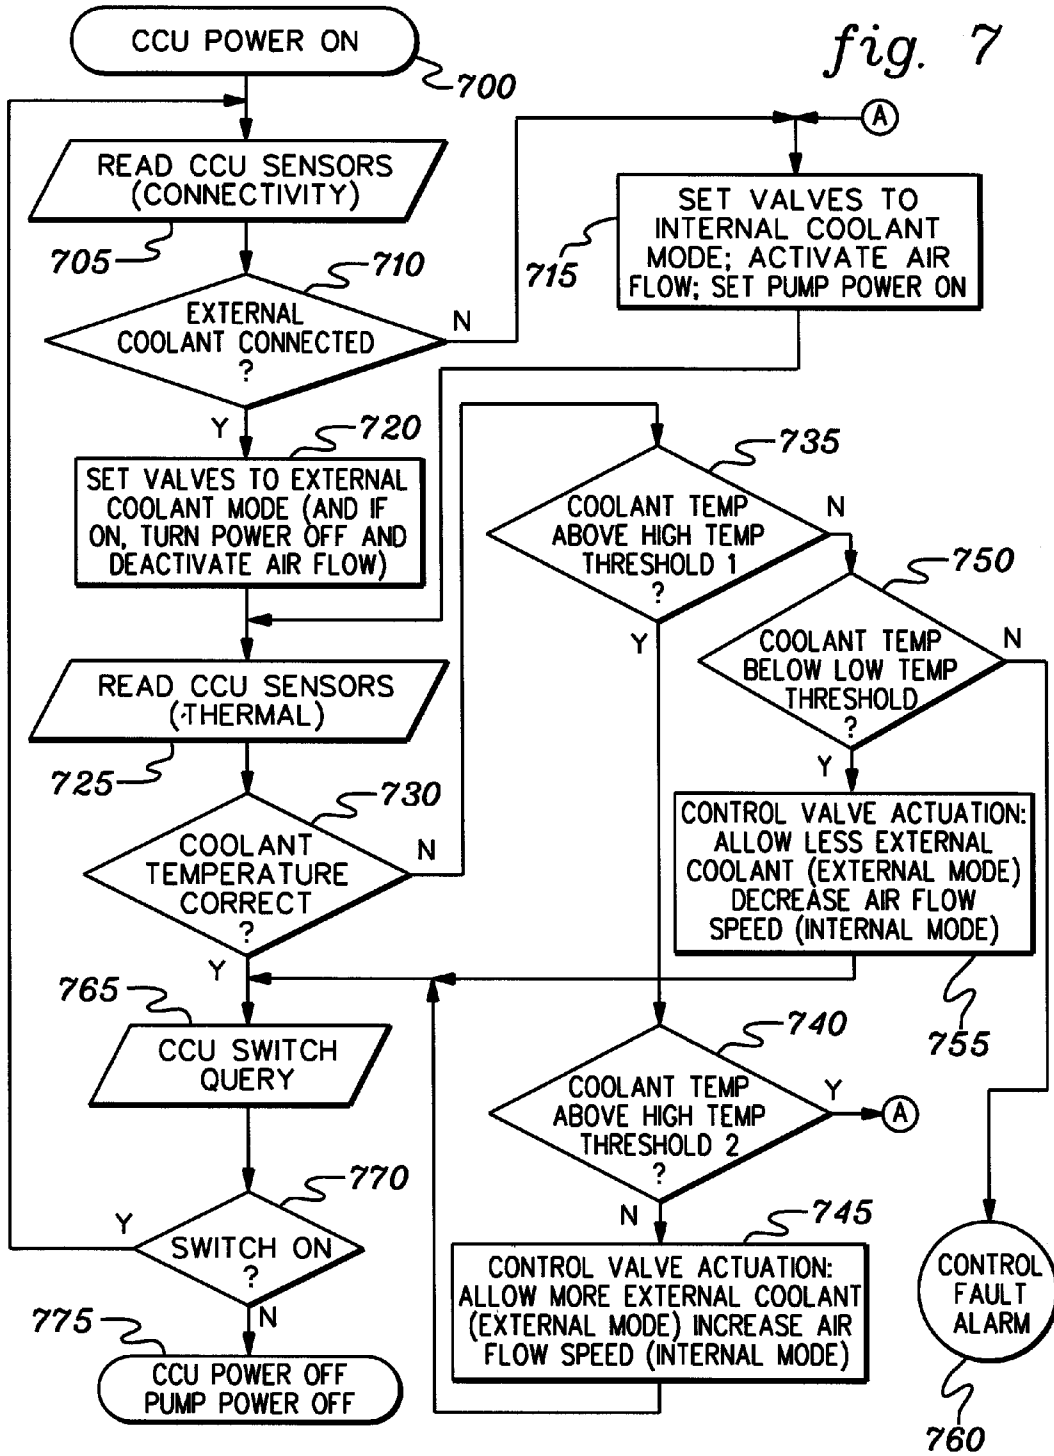 fig. 7
CCU POWER ON
700
A
READ CCU SENSORS
(CONNECTIVITY)
705
SET VALVES TO
INTERNAL COOLANT
MODE; ACTIVATE AIR
FLOW; SET PUMP POWER ON
715
710
EXTERNAL
COOLANT CONNECTED
?
N
Y
720
SET VALVES TO EXTERNAL
COOLANT MODE (AND IF
ON, TURN POWER OFF AND
DEACTIVATE AIR FLOW)
735
COOLANT TEMP
ABOVE HIGH TEMP
THRESHOLD 1
?
N
Y
750
COOLANT TEMP
BELOW LOW TEMP
THRESHOLD
?
N
Y
READ CCU SENSORS
(THERMAL)
725
730
COOLANT
TEMPERATURE
CORRECT
?
N
Y
CONTROL VALVE ACTUATION:
ALLOW LESS EXTERNAL
COOLANT (EXTERNAL MODE)
DECREASE AIR FLOW
SPEED (INTERNAL MODE)
755
765
CCU SWITCH
QUERY
740
COOLANT TEMP
ABOVE HIGH TEMP
THRESHOLD 2
?
Y
A
N
770
SWITCH ON
?
Y
N
745
CONTROL VALVE ACTUATION:
ALLOW MORE EXTERNAL COOLANT
(EXTERNAL MODE) INCREASE AIR
FLOW SPEED (INTERNAL MODE)
CONTROL
FAULT
ALARM
760
775
CCU POWER OFF
PUMP POWER OFF